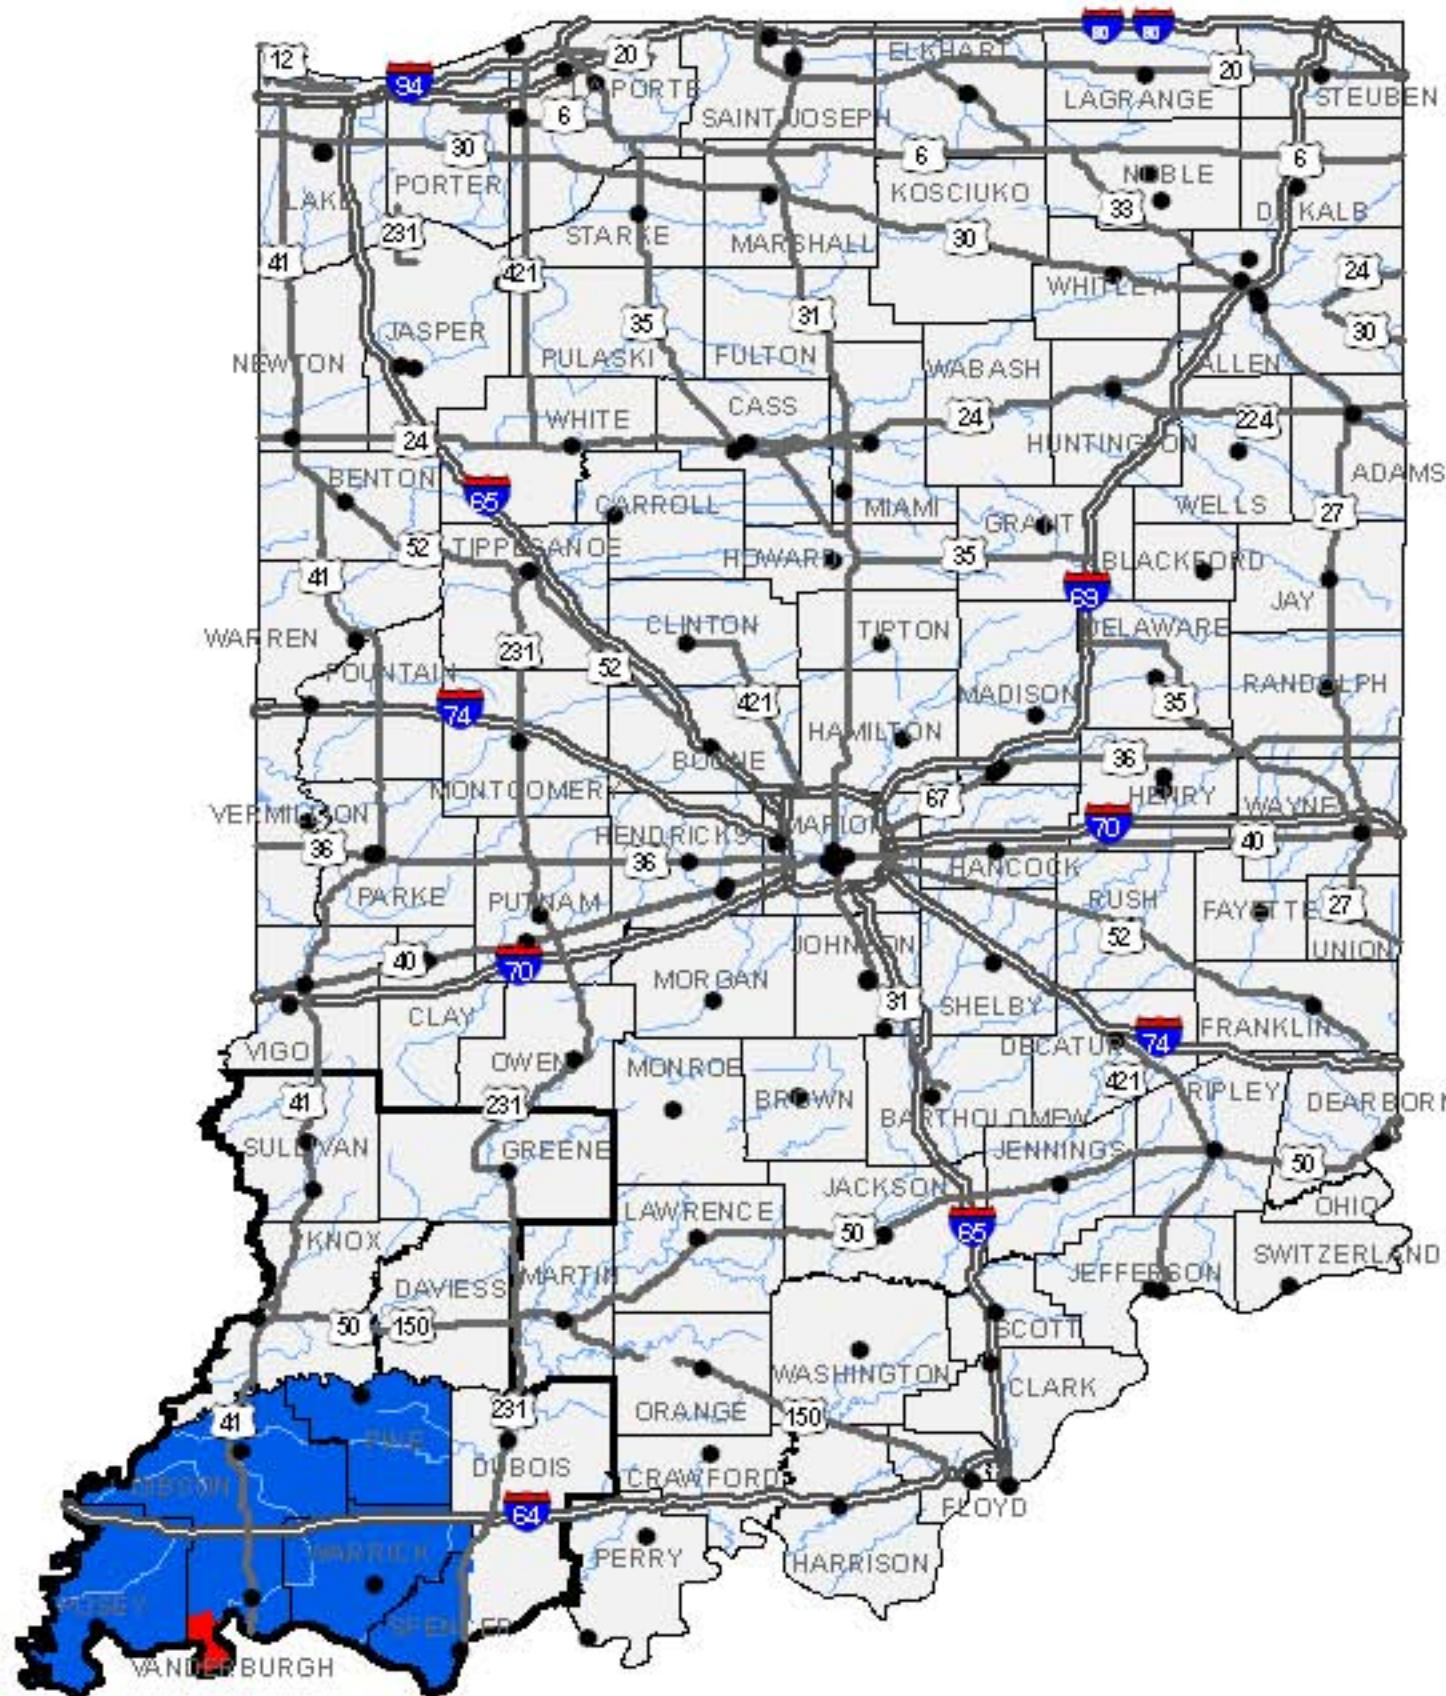 12
20
ELKHART
80
80
94
LAPORTE
20
LAGRANGE
STEUBEN
6
SAINT JOSEPH
30
6
6
PORTER
KOSCIUKO
NOBLE
LAKE
33
DEKALB
231
STARKE
MARSHALL
30
41
421
WHITLEY
24
35
31
30
JASPER
NEWTON
PULASKI
FULTON
WABASH
ALLEN
WHITE
CASS
24
24
224
HUNTINGTON
BENTON
65
ADAMS
CARROLL
MIAMI
WELLS
27
GRANT
52
TIPPECANOE
HOWARD
35
BLACKFORD
41
69
JAY
WARREN
CLINTON
TIPTON
DELAWARE
231
52
FOUNTAIN
MADISON
RANDOLPH
74
421
35
HAMILTON
BOONE
36
MONTGOMERY
67
HENRY
WAYNE
VERMILLION
HENDRICKS
MARION
70
36
36
40
HANCOCK
PARKE
PUTNAM
RUSH
FAYETTE
27
52
UNION
JOHNSON
40
70
MORGAN
31
SHELBY
CLAY
FRANKLIN
VIGO
OWEN
MONROE
DECATUR
74
421
RIPLEY
41
231
BROWN
BARTHOLOMEW
DEARBORN
SULLIVAN
GREENE
JENNINGS
50
JACKSON
OHIO
LAWRENCE
KNOX
50
65
SWITZERLAND
DAVIESS
MARTIN
JEFFERSON
50
150
SCOTT
WASHINGTON
CLARK
41
231
ORANGE
150
PIKE
DUBOIS
CRAWFORD
GIBSON
64
FLOYD
WARRICK
PERRY
HARRISON
POSEY
SPENCER
VANDERBURGH